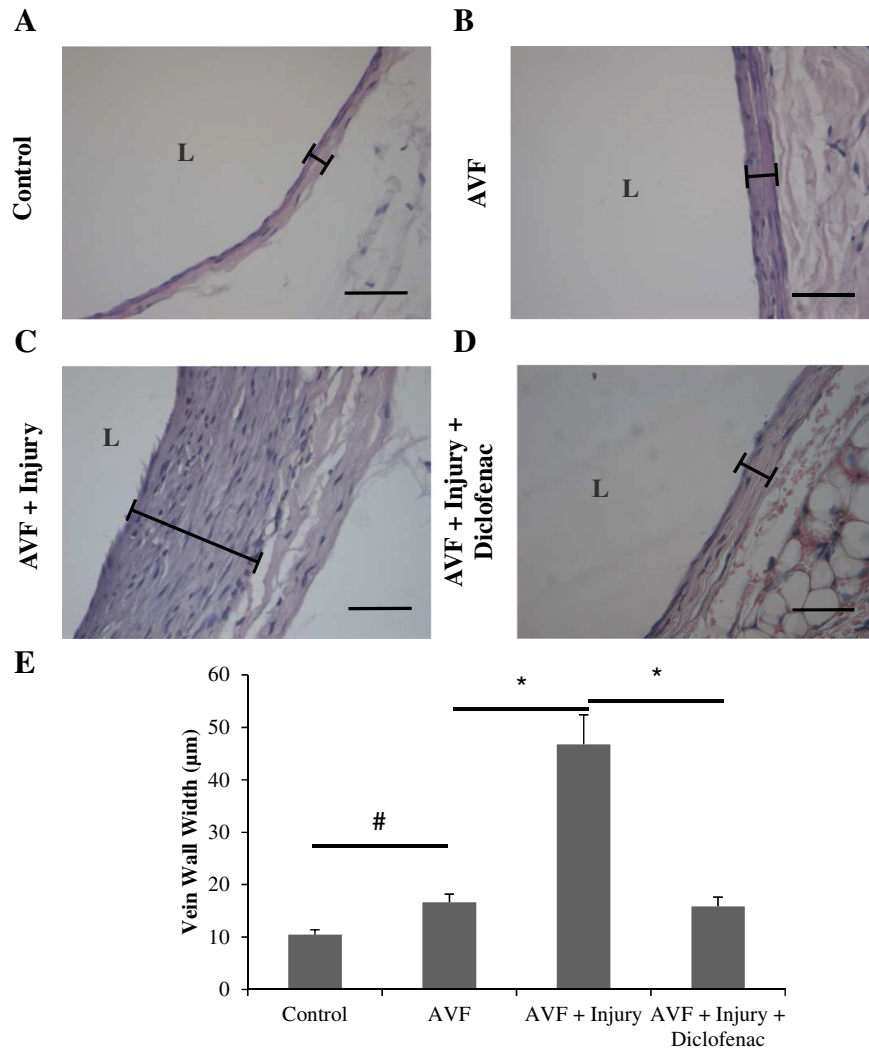 A
B
Control
L
AVF
L
C
D
AVF + Injury
L
AVF + Injury +
Diclofenac
L
E
Vein Wall Width (µm)
60
50
40
30
20
10
0
#
*
*
Control
AVF
AVF + Injury
AVF + Injury +
Diclofenac